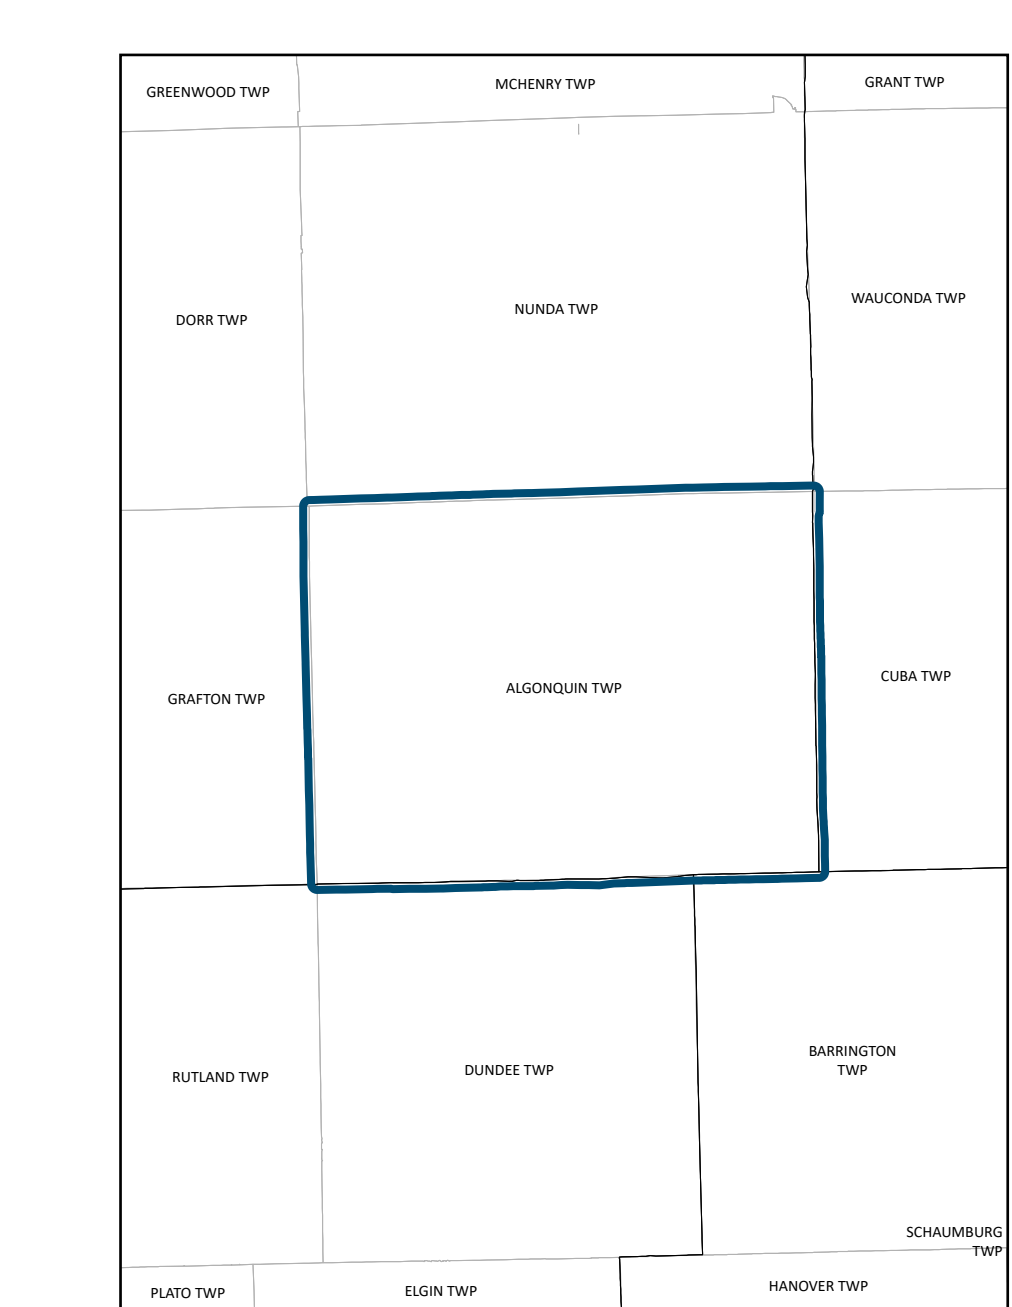 GREENWOOD TWP
MCHENRY TWP
GRANT TWP
DORR TWP
NUNDA TWP
WAUCONDA TWP
GRAFTON TWP
ALGONQUIN TWP
CUBA TWP
RUTLAND TWP
DUNDEE TWP
BARRINGTON
TWP
SCHAUMBURG
TWP
PLATO TWP
ELGIN TWP
HANOVER TWP